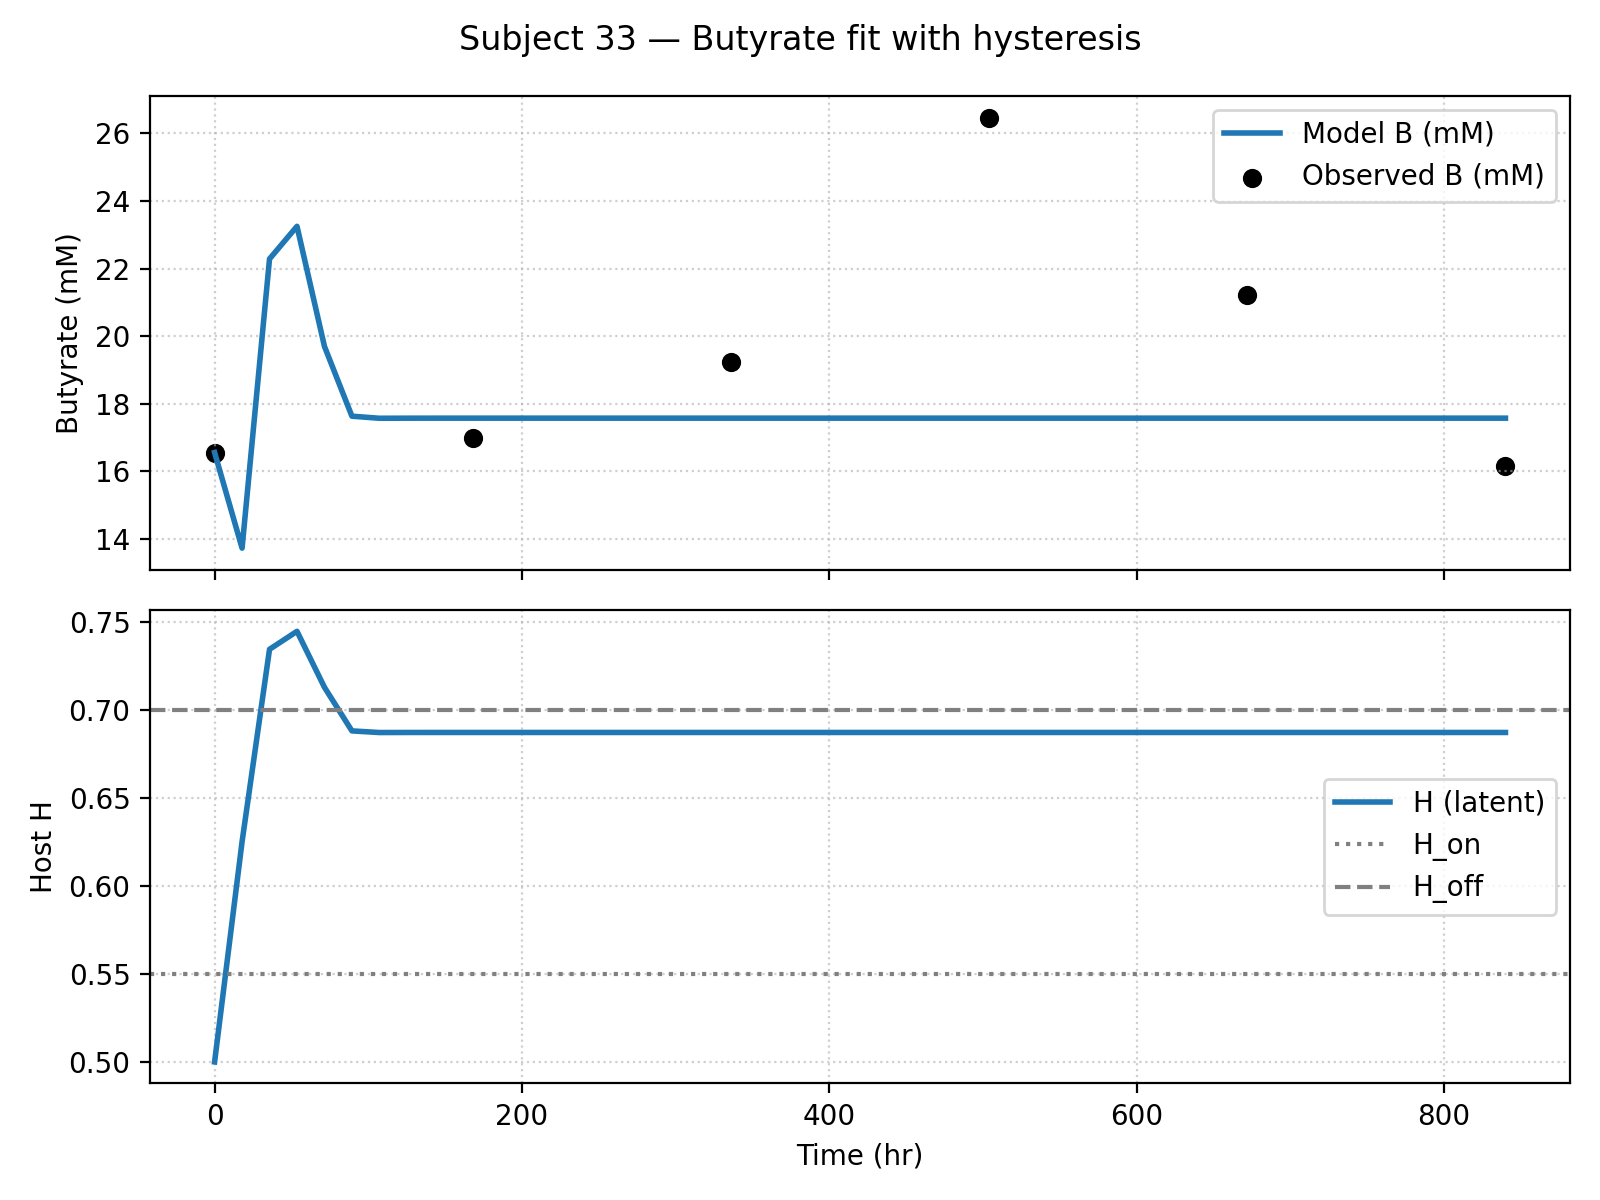 Subject 33 — Butyrate fit with hysteresis
Butyrate (mM)
26
24
22
20
18
16
14
Model B (mM)
Observed B (mM)
Host H
0.75
0.70
0.65
0.60
0.55
0.50
H (latent)
H_on
H_off
0 200 400 600 800
Time (hr)